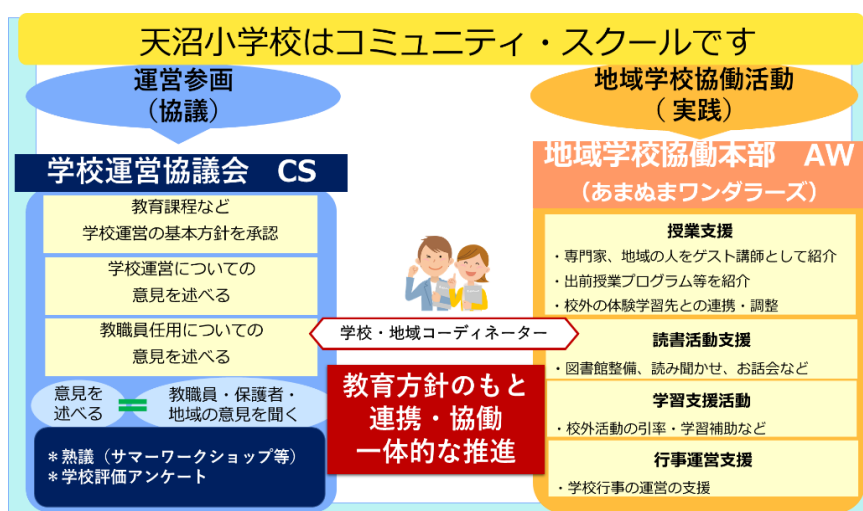 天沼小学校はコミュニティ・スクールです
運営参画
（協議）
学校運営協議会　CS
教育課程など
学校運営の基本方針を承認
学校運営についての
意見を述べる
教職員任用についての
意見を述べる
意見を
述べる
＝
教職員・保護者・
地域の意見を聞く
＊熟議（サマーワークショップ等）
＊学校評価アンケート
学校・地域コーディネーター
教育方針のもと
連携・協働
一体的な推進
地域学校協働活動
（ 実践）
地域学校協働本部　AW
（あまぬまワンダラーズ）
授業支援
・専門家、地域の人をゲスト講師として紹介
・出前授業プログラム等を紹介
・校外の体験学習先との連携・調整
読書活動支援
・図書館整備、読み聞かせ、お話会など
学習支援活動
・校外活動の引率・学習補助など
行事運営支援
・学校行事の運営の支援